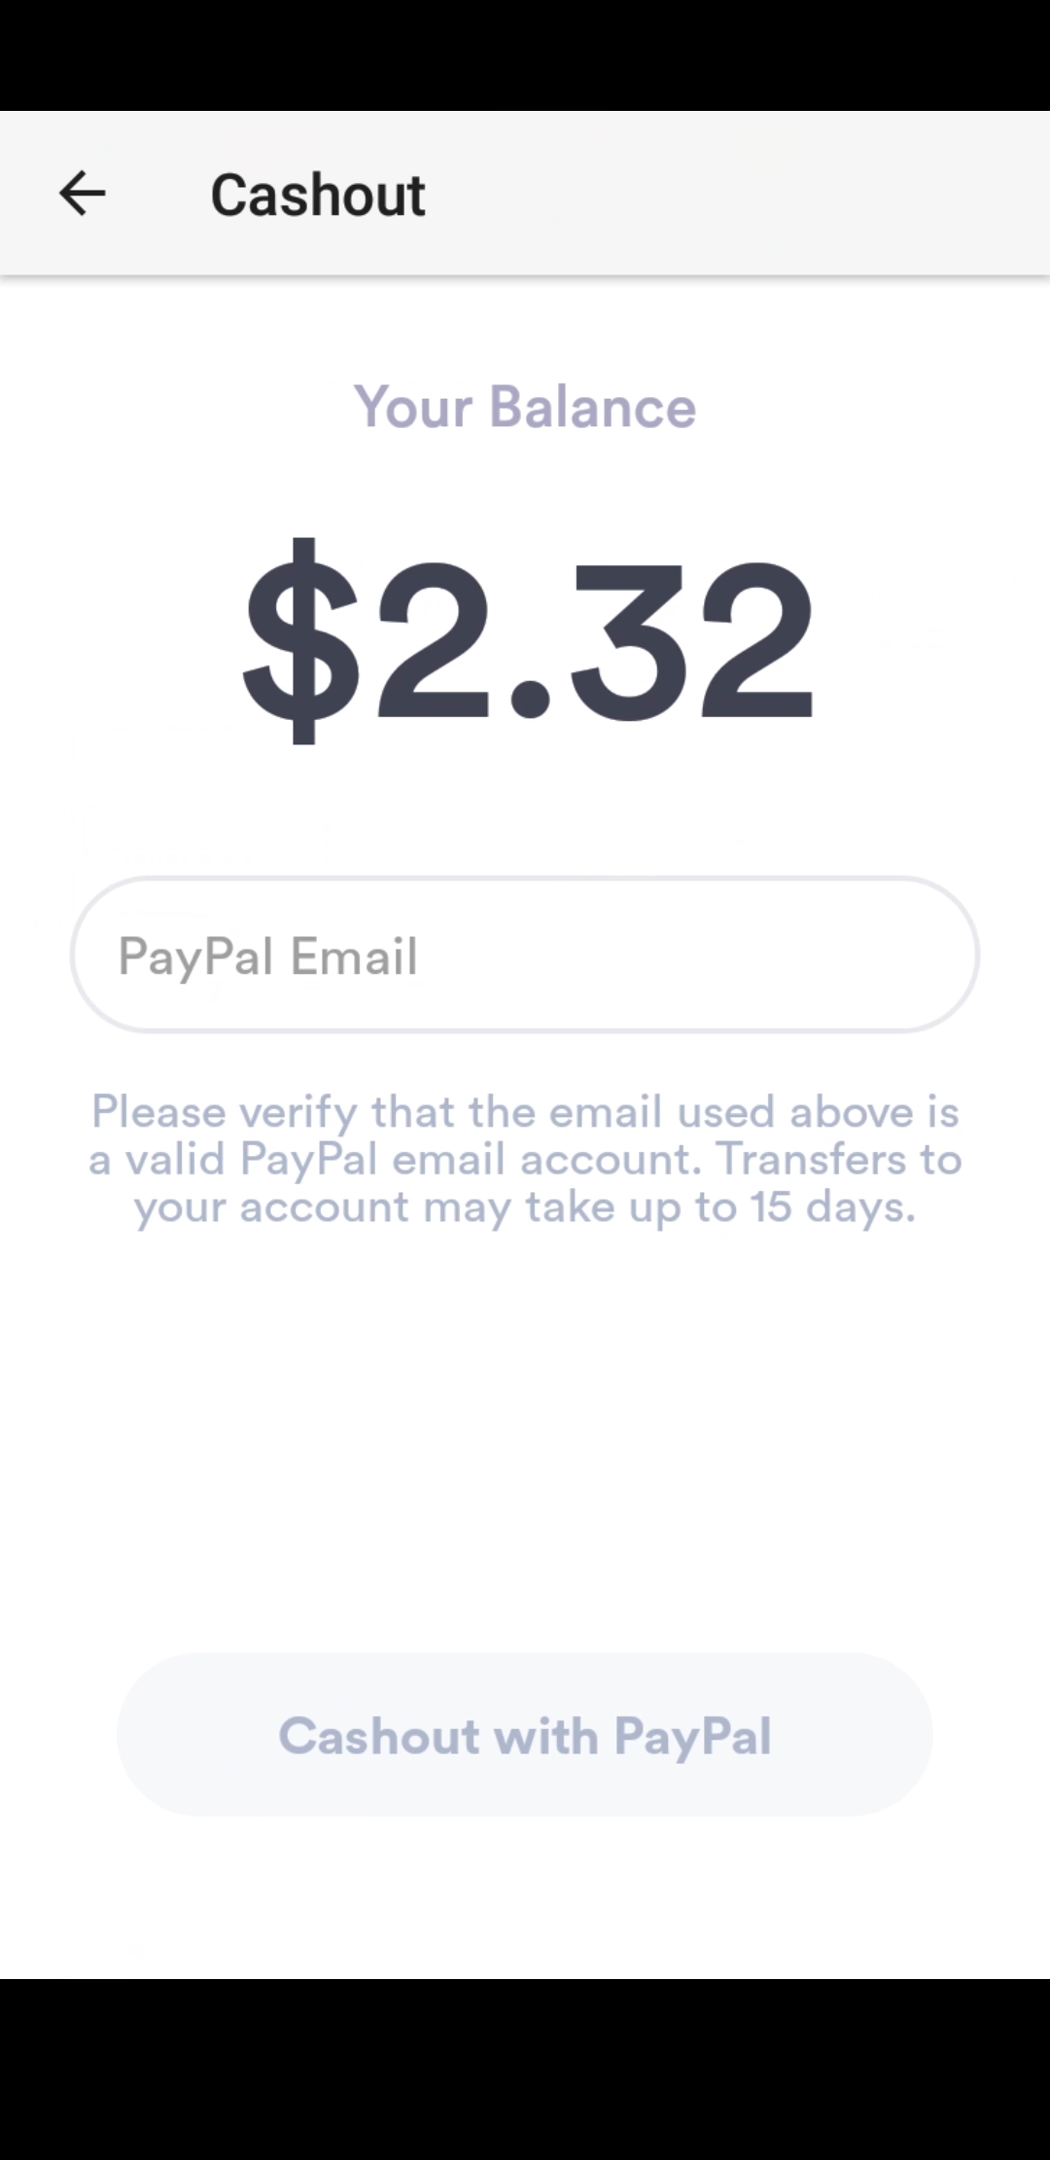 Cashout
Your Balance
$2.32
PayPal Email
Please verify that the email used above is
a valid PayPal email account. Transfers to
your account may take up to 15 days.
Cashout with PayPal